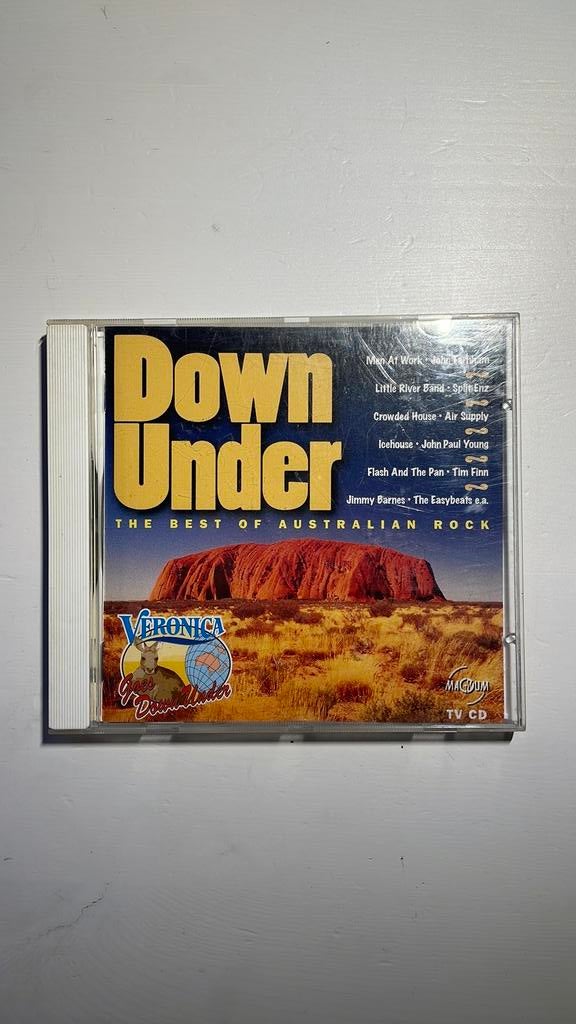 Down
Under
Men At Work • John Farnham
Little River Band • Split Enz
Crowded House • Air Supply
Icehouse • John Paul Young
Flash And The Pan • Tim Finn
Jimmy Barnes • The Easybeats e.a.
THE BEST OF AUSTRALIAN ROCK
VERONICA
Goes
Down Under
MAGNUM
TV CD